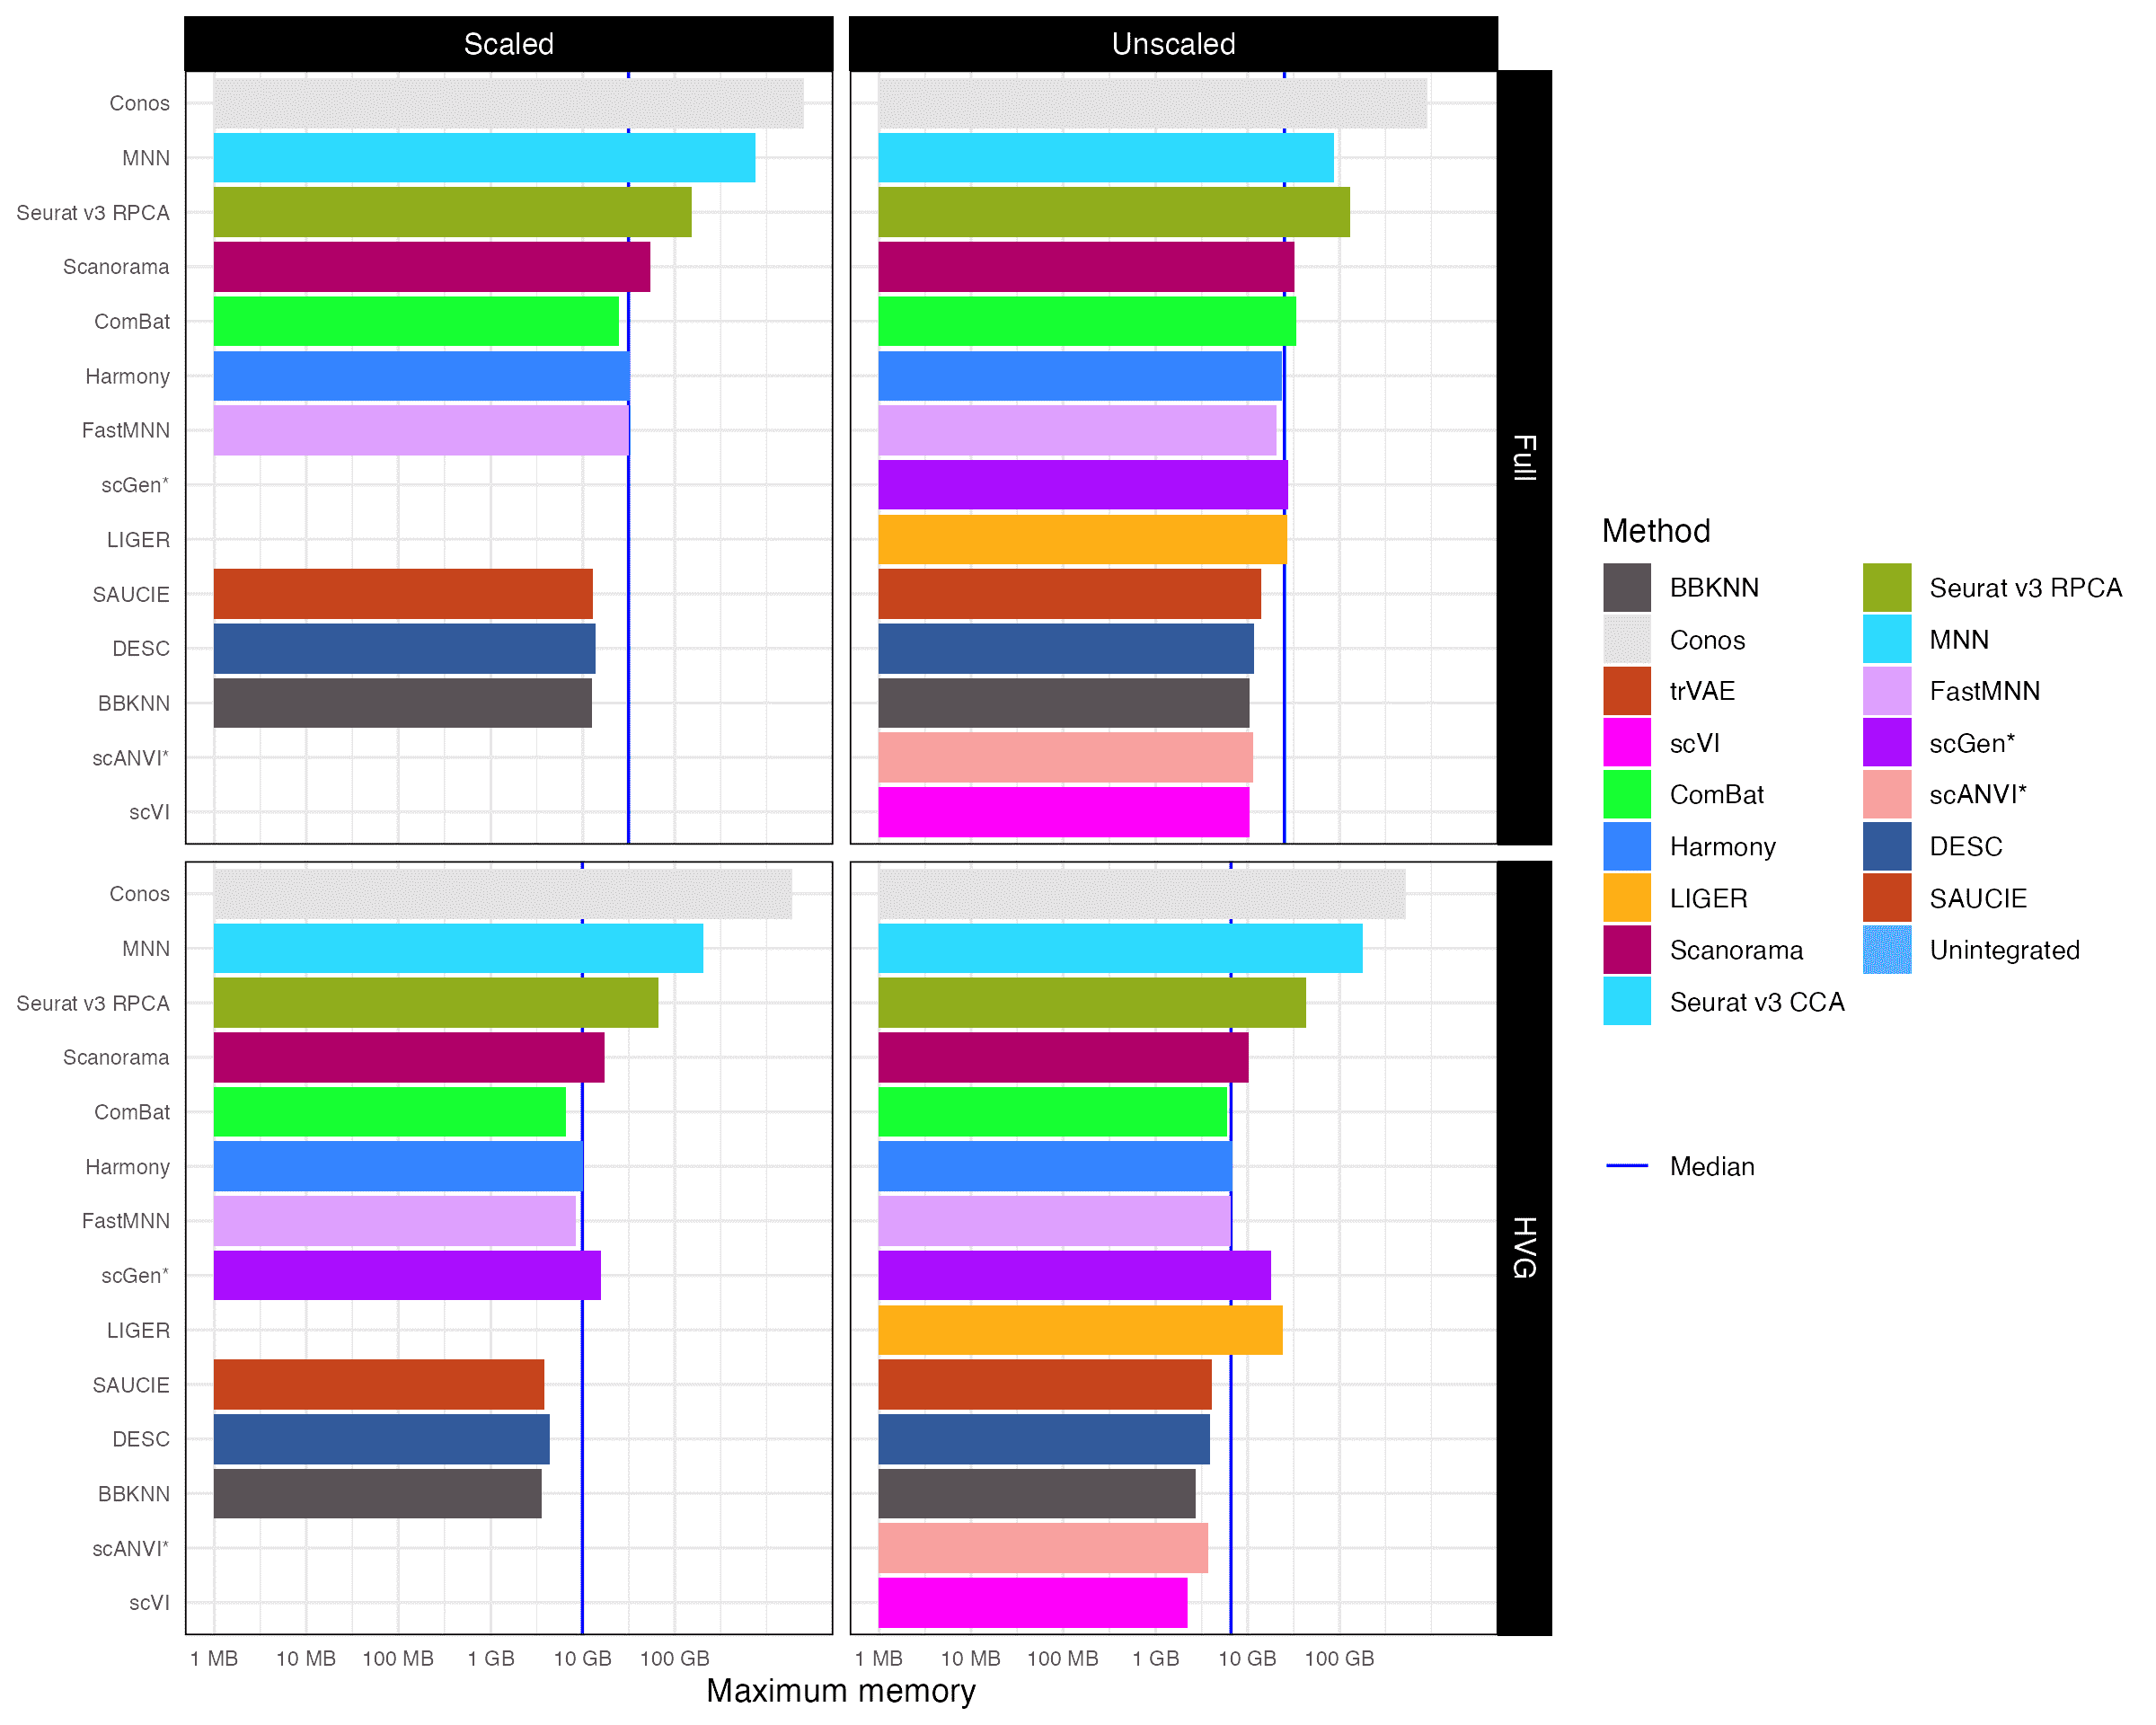 Scaled
Unscaled
Conos
MNN
Seurat v3 RPCA
Scanorama
ComBat
Harmony
FastMNN
scGen*
LIGER
SAUCIE
DESC
BBKNN
scANVI*
scVI
Full
Conos
MNN
Seurat v3 RPCA
Scanorama
ComBat
Harmony
FastMNN
scGen*
LIGER
SAUCIE
DESC
BBKNN
scANVI*
scVI
HVG
1 MB 10 MB 100 MB 1 GB 10 GB 100 GB
1 MB 10 MB 100 MB 1 GB 10 GB 100 GB
Maximum memory
Method
BBKNN
Conos
trVAE
scVI
ComBat
Harmony
LIGER
Scanorama
Seurat v3 CCA
Seurat v3 RPCA
MNN
FastMNN
scGen*
scANVI*
DESC
SAUCIE
Unintegrated
Median